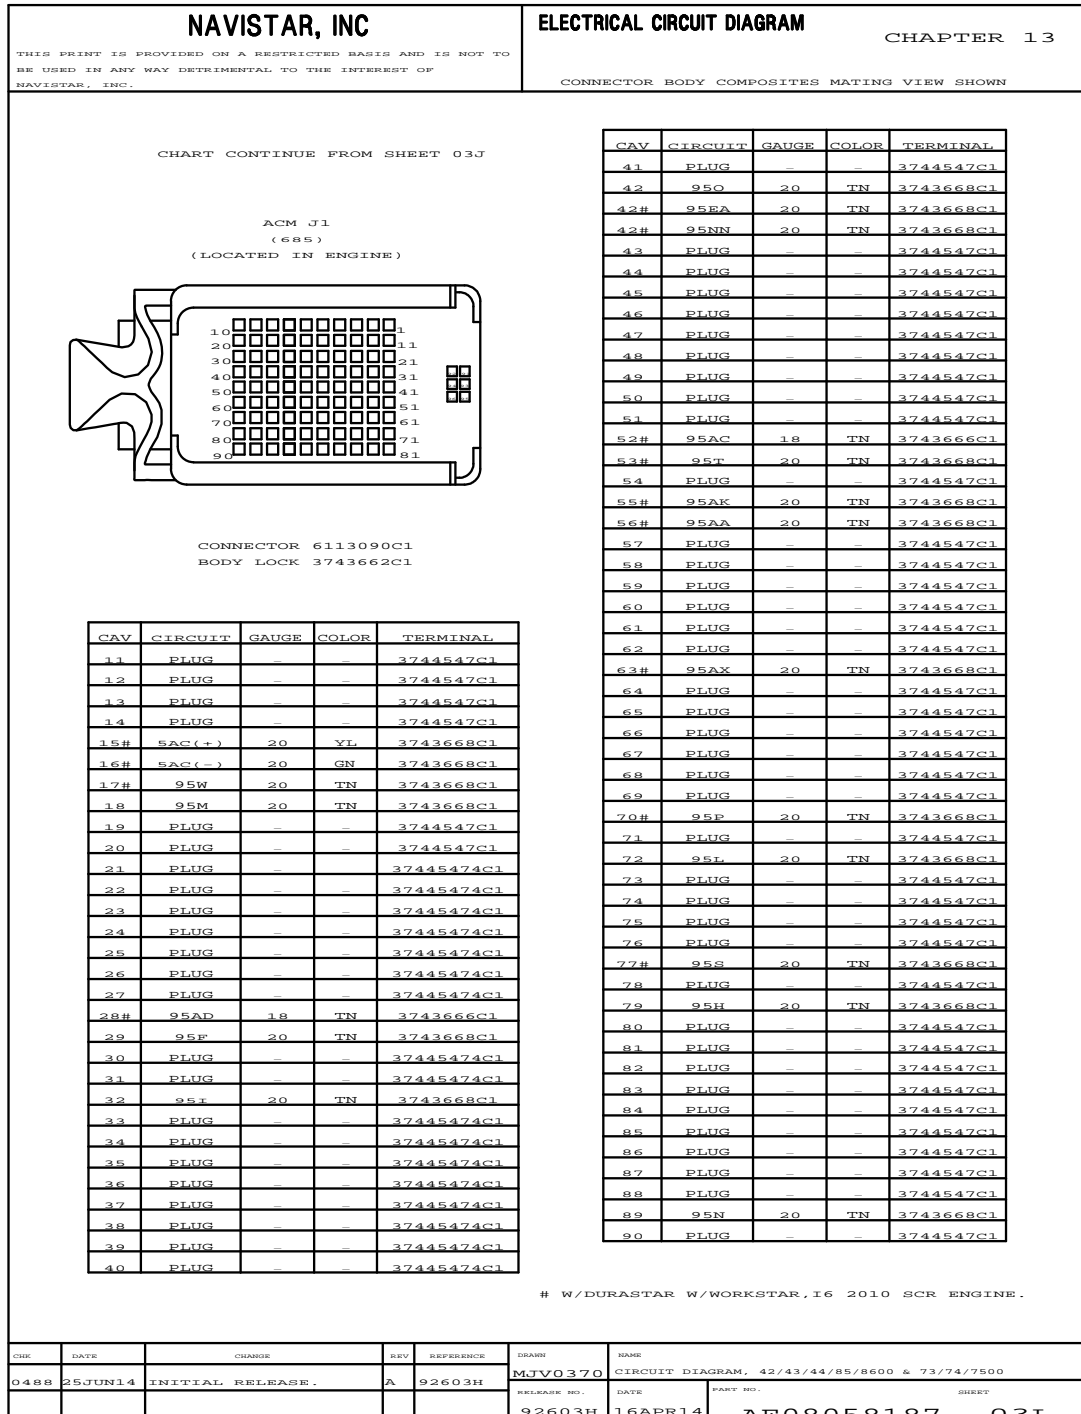 NAVISTAR, INC
THIS PRINT IS PROVIDED ON A RESTRICTED BASIS AND IS NOT TO
BE USED IN ANY WAY DETRIMENTAL TO THE INTEREST OF
NAVISTAR, INC.
ELECTRICAL CIRCUIT DIAGRAM
CHAPTER 13
CONNECTOR BODY COMPOSITES MATING VIEW SHOWN
CHART CONTINUE FROM SHEET 03J
ACM J1
(685)
(LOCATED IN ENGINE)
10 1
20 11
30 21
40 31
50 41
60 51
70 61
80 71
90 81
CONNECTOR 6113090C1
BODY LOCK 3743662C1
CAV CIRCUIT GAUGE COLOR TERMINAL
11 PLUG – – 3744547C1
12 PLUG – – 3744547C1
13 PLUG – – 3744547C1
14 PLUG – – 3744547C1
15# 5AC(+) 20 YL 3743668C1
16# 5AC(–) 20 GN 3743668C1
17# 95W 20 TN 3743668C1
18 95M 20 TN 3743668C1
19 PLUG – – 3744547C1
20 PLUG – – 3744547C1
21 PLUG – – 37445474C1
22 PLUG – – 37445474C1
23 PLUG – – 37445474C1
24 PLUG – – 37445474C1
25 PLUG – – 37445474C1
26 PLUG – – 37445474C1
27 PLUG – – 37445474C1
28# 95AD 18 TN 3743666C1
29 95F 20 TN 3743668C1
30 PLUG – – 37445474C1
31 PLUG – – 37445474C1
32 95I 20 TN 3743668C1
33 PLUG – – 37445474C1
34 PLUG – – 37445474C1
35 PLUG – – 37445474C1
36 PLUG – – 37445474C1
37 PLUG – – 37445474C1
38 PLUG – – 37445474C1
39 PLUG – – 37445474C1
40 PLUG – – 37445474C1
CAV CIRCUIT GAUGE COLOR TERMINAL
41 PLUG – – 3744547C1
42 95O 20 TN 3743668C1
42# 95EA 20 TN 3743668C1
42# 95NN 20 TN 3743668C1
43 PLUG – – 3744547C1
44 PLUG – – 3744547C1
45 PLUG – – 3744547C1
46 PLUG – – 3744547C1
47 PLUG – – 3744547C1
48 PLUG – – 3744547C1
49 PLUG – – 3744547C1
50 PLUG – – 3744547C1
51 PLUG – – 3744547C1
52# 95AC 18 TN 3743666C1
53# 95T 20 TN 3743668C1
54 PLUG – – 3744547C1
55# 95AK 20 TN 3743668C1
56# 95AA 20 TN 3743668C1
57 PLUG – – 3744547C1
58 PLUG – – 3744547C1
59 PLUG – – 3744547C1
60 PLUG – – 3744547C1
61 PLUG – – 3744547C1
62 PLUG – – 3744547C1
63# 95AX 20 TN 3743668C1
64 PLUG – – 3744547C1
65 PLUG – – 3744547C1
66 PLUG – – 3744547C1
67 PLUG – – 3744547C1
68 PLUG – – 3744547C1
69 PLUG – – 3744547C1
70# 95P 20 TN 3743668C1
71 PLUG – – 3744547C1
72 95L 20 TN 3743668C1
73 PLUG – – 3744547C1
74 PLUG – – 3744547C1
75 PLUG – – 3744547C1
76 PLUG – – 3744547C1
77# 95S 20 TN 3743668C1
78 PLUG – – 3744547C1
79 95H 20 TN 3743668C1
80 PLUG – – 3744547C1
81 PLUG – – 3744547C1
82 PLUG – – 3744547C1
83 PLUG – – 3744547C1
84 PLUG – – 3744547C1
85 PLUG – – 3744547C1
86 PLUG – – 3744547C1
87 PLUG – – 3744547C1
88 PLUG – – 3744547C1
89 95N 20 TN 3743668C1
90 PLUG – – 3744547C1
# W/DURASTAR W/WORKSTAR,I6 2010 SCR ENGINE.
CHK DATE CHANGE REV REFERENCE
0488 25JUN14 INITIAL RELEASE. A 92603H
DRAWN
MJV0370
NAME
CIRCUIT DIAGRAM, 42/43/44/85/8600 & 73/74/7500
RELEASE NO. DATE PART NO. SHEET
92603H 16APR14 AE08058187 03L